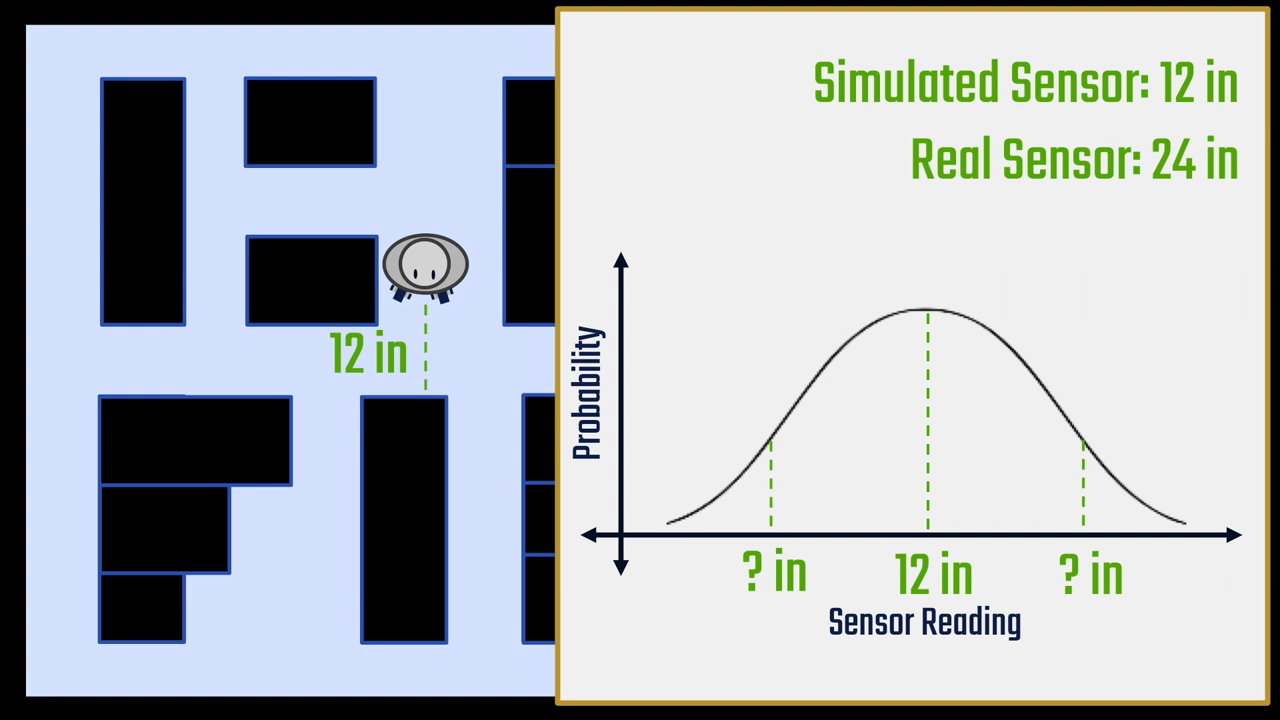 12 in
Simulated Sensor: 12 in
Real Sensor: 24 in
Probability
? in
12 in
? in
Sensor Reading